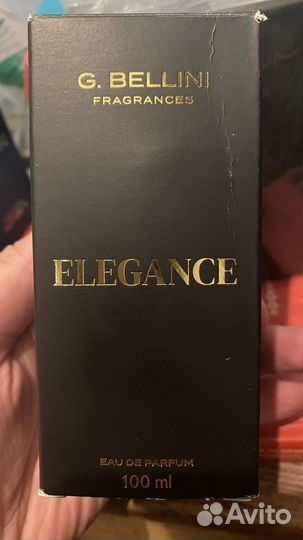 G. BELLINI
FRAGRANCES
ELEGANCE
EAU DE PARFUM
100 ml
Avito